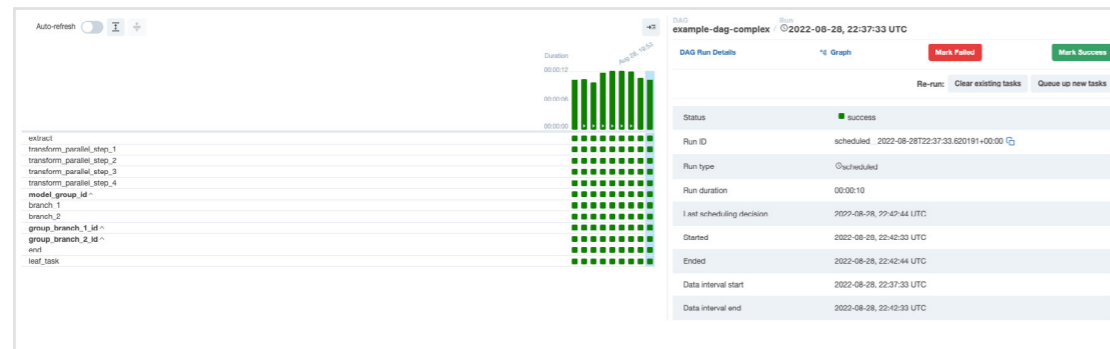 Auto-refresh
Duration
Aug 28, 18:53
00:00:12
00:00:06
00:00:00
extract
transform_parallel_step_1
transform_parallel_step_2
transform_parallel_step_3
transform_parallel_step_4
model_group_id
branch_1
branch_2
group_branch_1_id
group_branch_2_id
end
leaf_task
DAG Run
example-dag-complex / 2022-08-28, 22:37:33 UTC
DAG Run Details Graph Mark Failed Mark Success
Re-run: Clear existing tasks Queue up new tasks
Status success
Run ID scheduled__2022-08-28T22:37:33.620191+00:00
Run type scheduled
Run duration 00:00:10
Last scheduling decision 2022-08-28, 22:42:44 UTC
Started 2022-08-28, 22:42:33 UTC
Ended 2022-08-28, 22:42:44 UTC
Data interval start 2022-08-28, 22:37:33 UTC
Data interval end 2022-08-28, 22:42:33 UTC